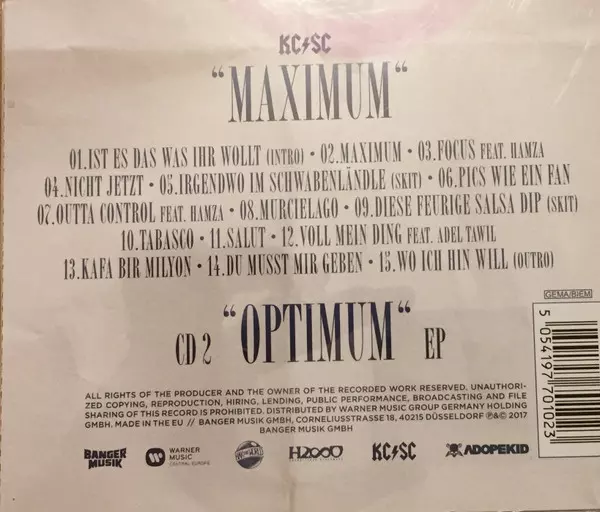 KC⚡SC
“MAXIMUM“
01.IST ES DAS WAS IHR WOLLT (INTRO) • 02.MAXIMUM • 03.FOCUS FEAT. HAMZA
04.NICHT JETZT • 05.IRGENDWO IM SCHWABENLÄNDLE (SKIT) • 06.PICS WIE EIN FAN
07.OUTTA CONTROL FEAT. HAMZA • 08.MURCIELAGO • 09.DIESE FEURIGE SALSA DIP (SKIT)
10.TABASCO • 11.SALUT • 12.VOLL MEIN DING FEAT. ADEL TAWIL
13.KAFA BIR MILYON • 14.DU MUSST MIR GEBEN • 15.WO ICH HIN WILL (OUTRO)
CD 2 “OPTIMUM“ EP
GEMA/BIEM
5 054197 701023
ALL RIGHTS OF THE PRODUCER AND THE OWNER OF THE RECORDED WORK RESERVED. UNAUTHORI-
ZED COPYING, REPRODUCTION, HIRING, LENDING, PUBLIC PERFORMANCE, BROADCASTING AND FILE
SHARING OF THIS RECORD IS PROHIBITED. DISTRIBUTED BY WARNER MUSIC GROUP GERMANY HOLDING
GMBH. MADE IN THE EU // BANGER MUSIK GMBH, CORNELIUSSTRASSE 18, 40215 DÜSSELDORF ℗&© 2017
BANGER MUSIK GMBH
BANGER MUSIK
WARNER MUSIC
CENTRAL EUROPE
H2000
KC⚡SC
ADOPEKID